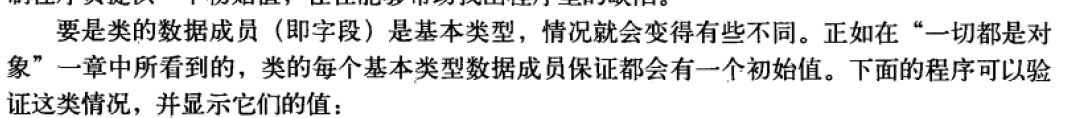 要是类的数据成员（即字段）是基本类型，情况就会变得有些不同。正如在“一切都是对
象”一章中所看到的，类的每个基本类型数据成员保证都会有一个初始值。下面的程序可以验
证这类情况，并显示它们的值：